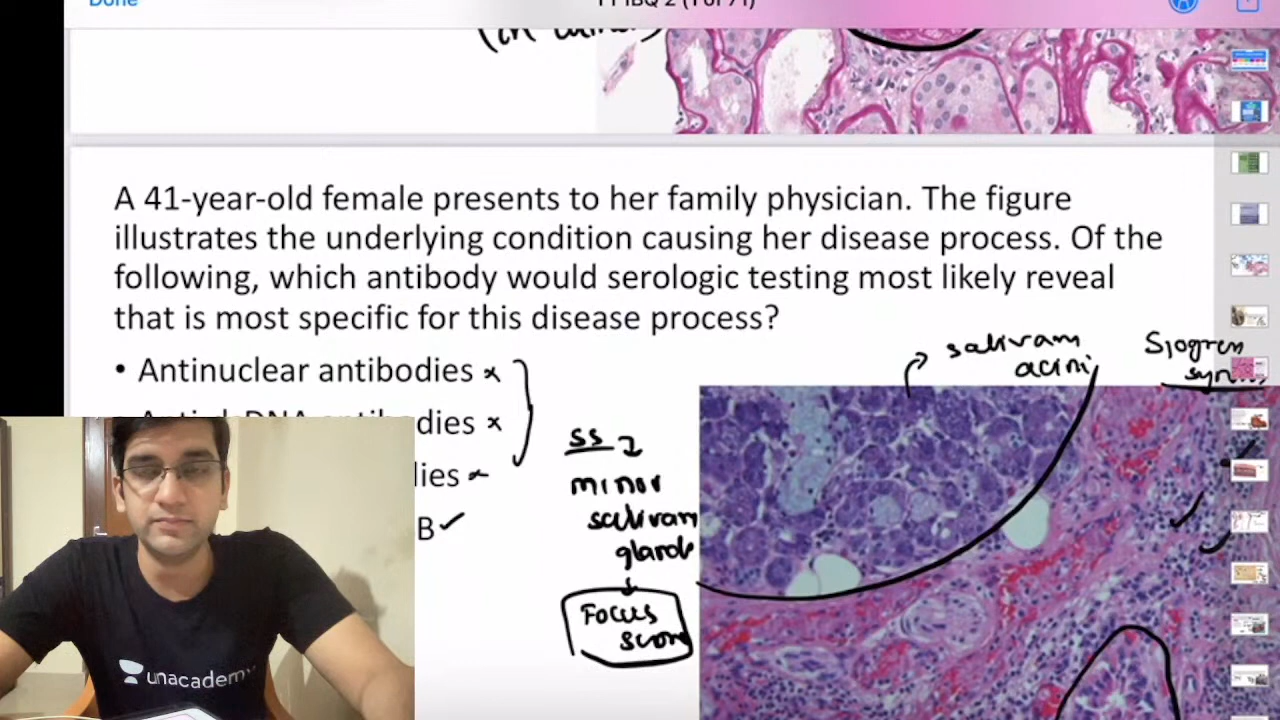 Done
A 41-year-old female presents to her family physician. The figure
illustrates the underlying condition causing her disease process. Of the
following, which antibody would serologic testing most likely reveal
that is most specific for this disease process?
• Antinuclear antibodies x
dies x
lies x
B ✓
salivary
acini
Sjogren
SS
minor
salivary
glands
Focus
score
unacademy